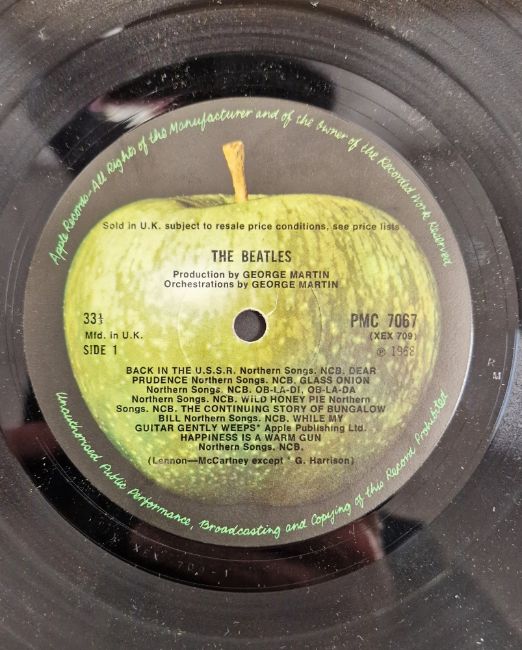 Apple Records-All Rights of the Manufacturer and of the Owner of the Recorded Work Reserved
Sold in U.K. subject to resale price conditions, see price lists
THE BEATLES
Production by GEORGE MARTIN
Orchestrations by GEORGE MARTIN
33⅓
PMC 7067
Mfd. in U.K.
(XEX 709)
SIDE 1
℗ 1968
BACK IN THE U.S.S.R. Northern Songs. NCB. DEAR
PRUDENCE Northern Songs. NCB. GLASS ONION
Northern Songs. NCB. OB-LA-DI, OB-LA-DA
Northern Songs. NCB. WILD HONEY PIE Northern
Songs. NCB. THE CONTINUING STORY OF BUNGALOW
BILL Northern Songs. NCB. WHILE MY
GUITAR GENTLY WEEPS* Apple Publishing Ltd.
HAPPINESS IS A WARM GUN
Northern Songs. NCB.
(Lennon—McCartney except * G. Harrison)
Unauthorised Public Performance, Broadcasting and Copying of this Record Prohibited